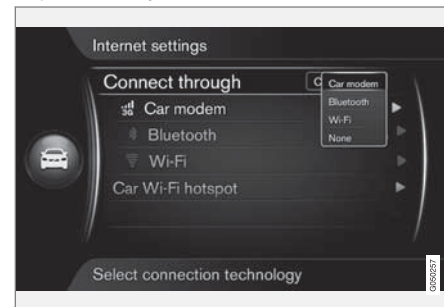 Internet settings
Connect through
C
Car modem
Bluetooth
Wi-Fi
None
3G Car modem
Bluetooth
Wi-Fi
Car Wi-Fi hotspot
Select connection technology
G050257